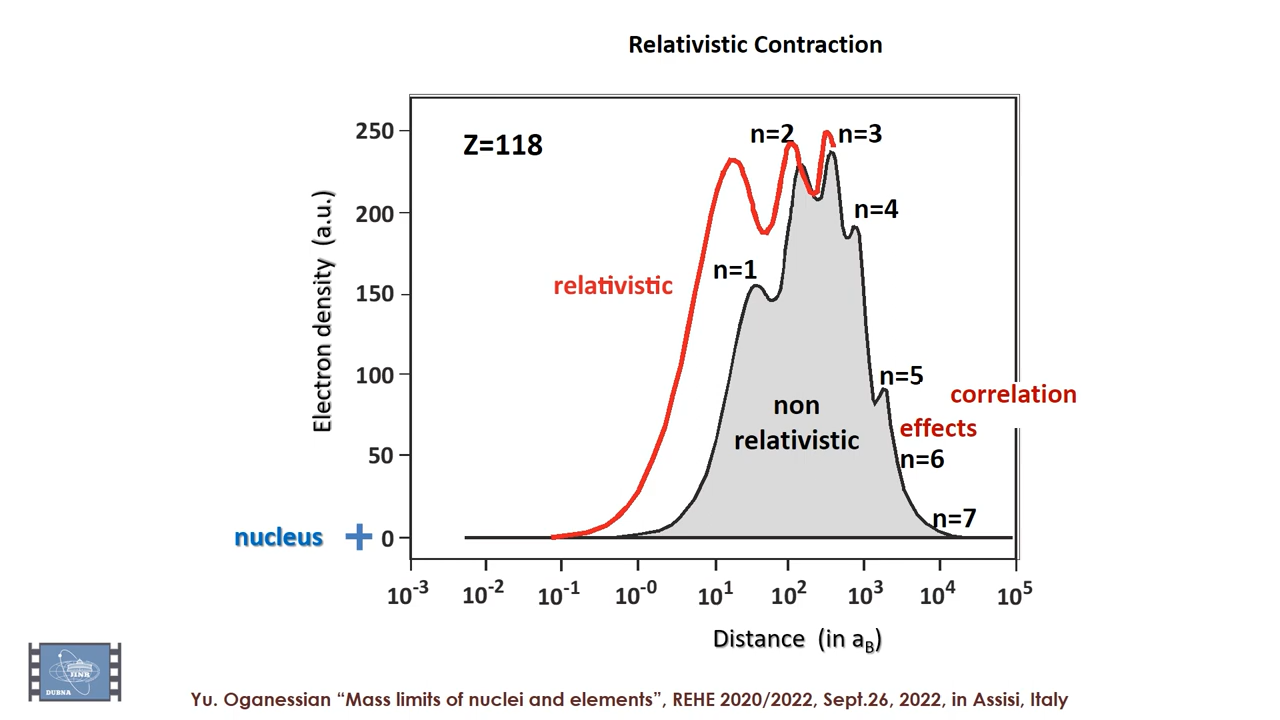 Relativistic Contraction
Z=118
250
200
150
100
50
0
Electron density (a.u.)
n=1
n=2
n=3
n=4
n=5
n=6
n=7
relativistic
non
relativistic
correlation
effects
nucleus +
10⁻³ 10⁻² 10⁻¹ 10⁻⁰ 10¹ 10² 10³ 10⁴ 10⁵
Distance (in aB)
JINR
DUBNA
Yu. Oganessian “Mass limits of nuclei and elements”, REHE 2020/2022, Sept.26, 2022, in Assisi, Italy